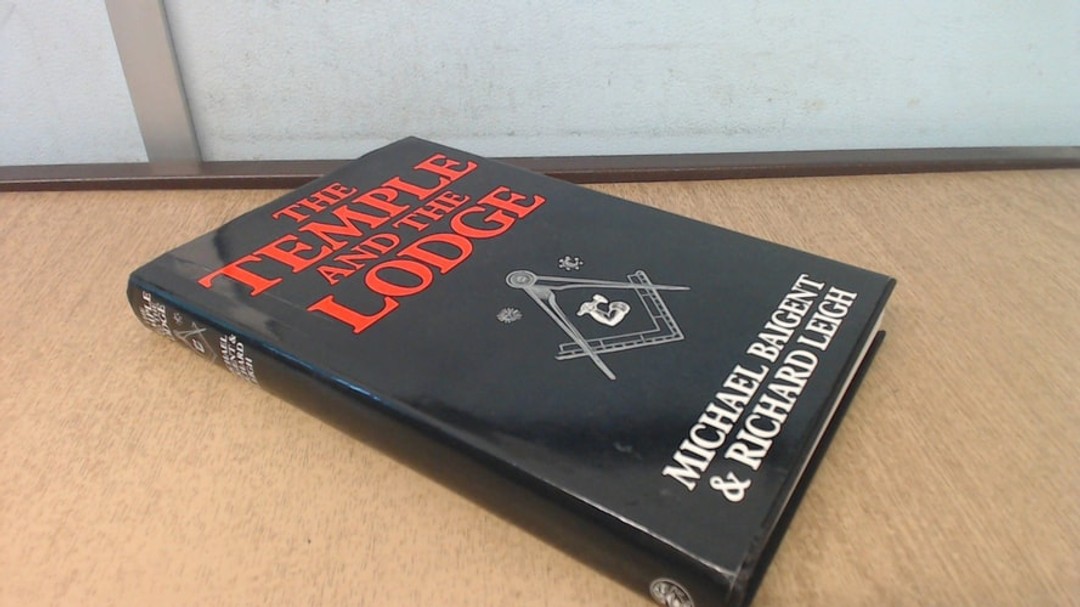 THE
TEMPLE
AND THE
LODGE
MICHAEL BAIGENT
& RICHARD LEIGH